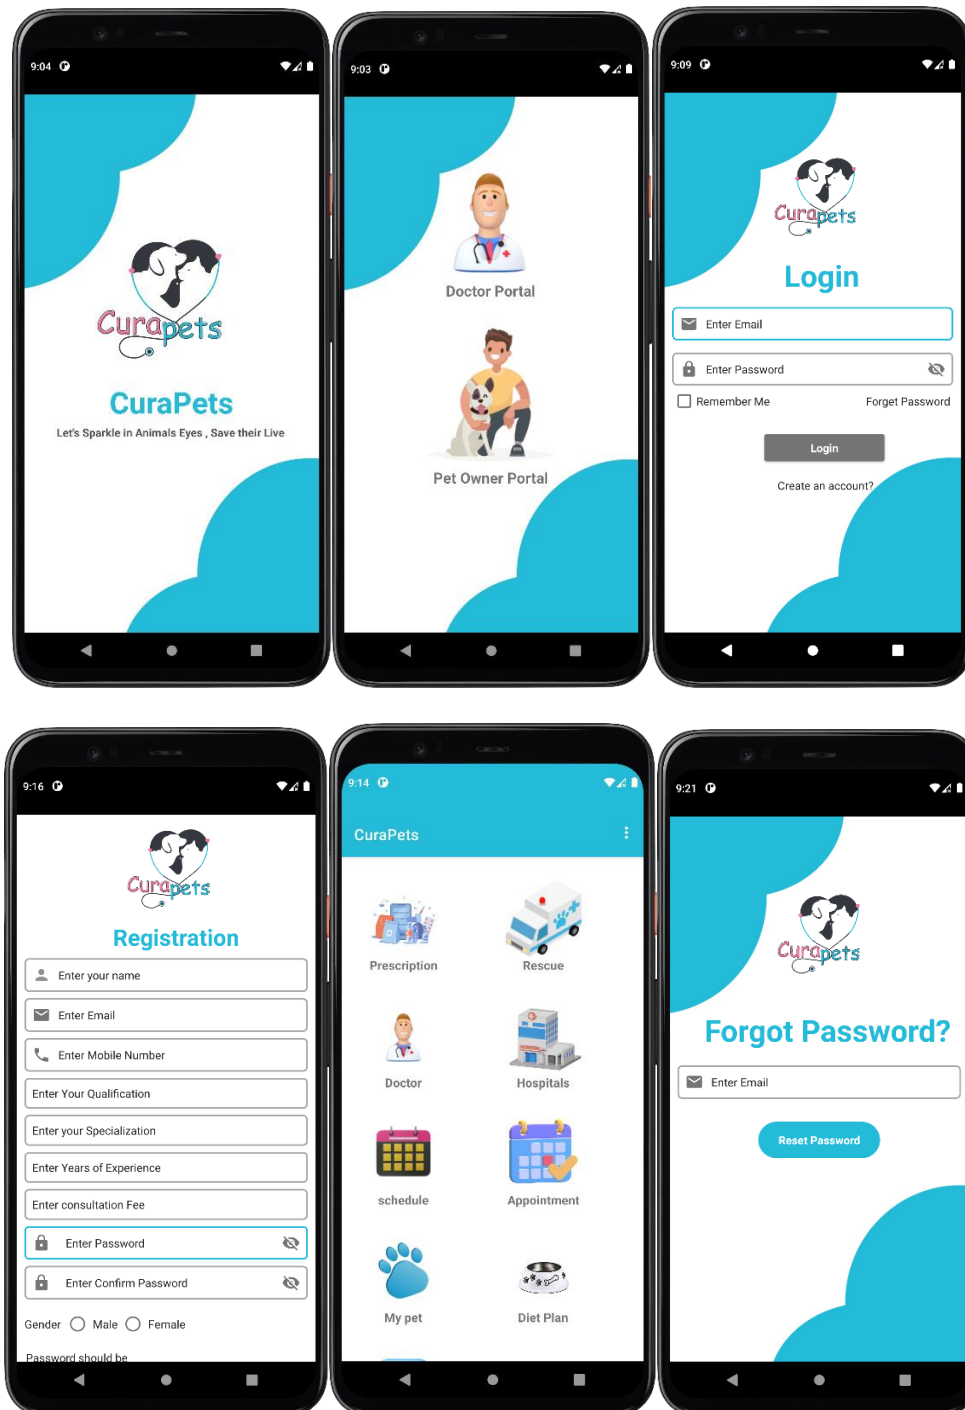 9:04
Curapets
CuraPets
Let's Sparkle in Animals Eyes , Save their Live
9:03
Doctor Portal
Pet Owner Portal
9:09
Curapets
Login
Enter Email
Enter Password
Remember Me
Forget Password
Login
Create an account?
9:16
Curapets
Registration
Enter your name
Enter Email
Enter Mobile Number
Enter Your Qualification
Enter your Specialization
Enter Years of Experience
Enter consultation Fee
Enter Password
Enter Confirm Password
Gender Male Female
Password should be
9:14
CuraPets
Prescription
Rescue
Doctor
Hospitals
schedule
Appointment
My pet
Diet Plan
9:21
Curapets
Forgot Password?
Enter Email
Reset Password